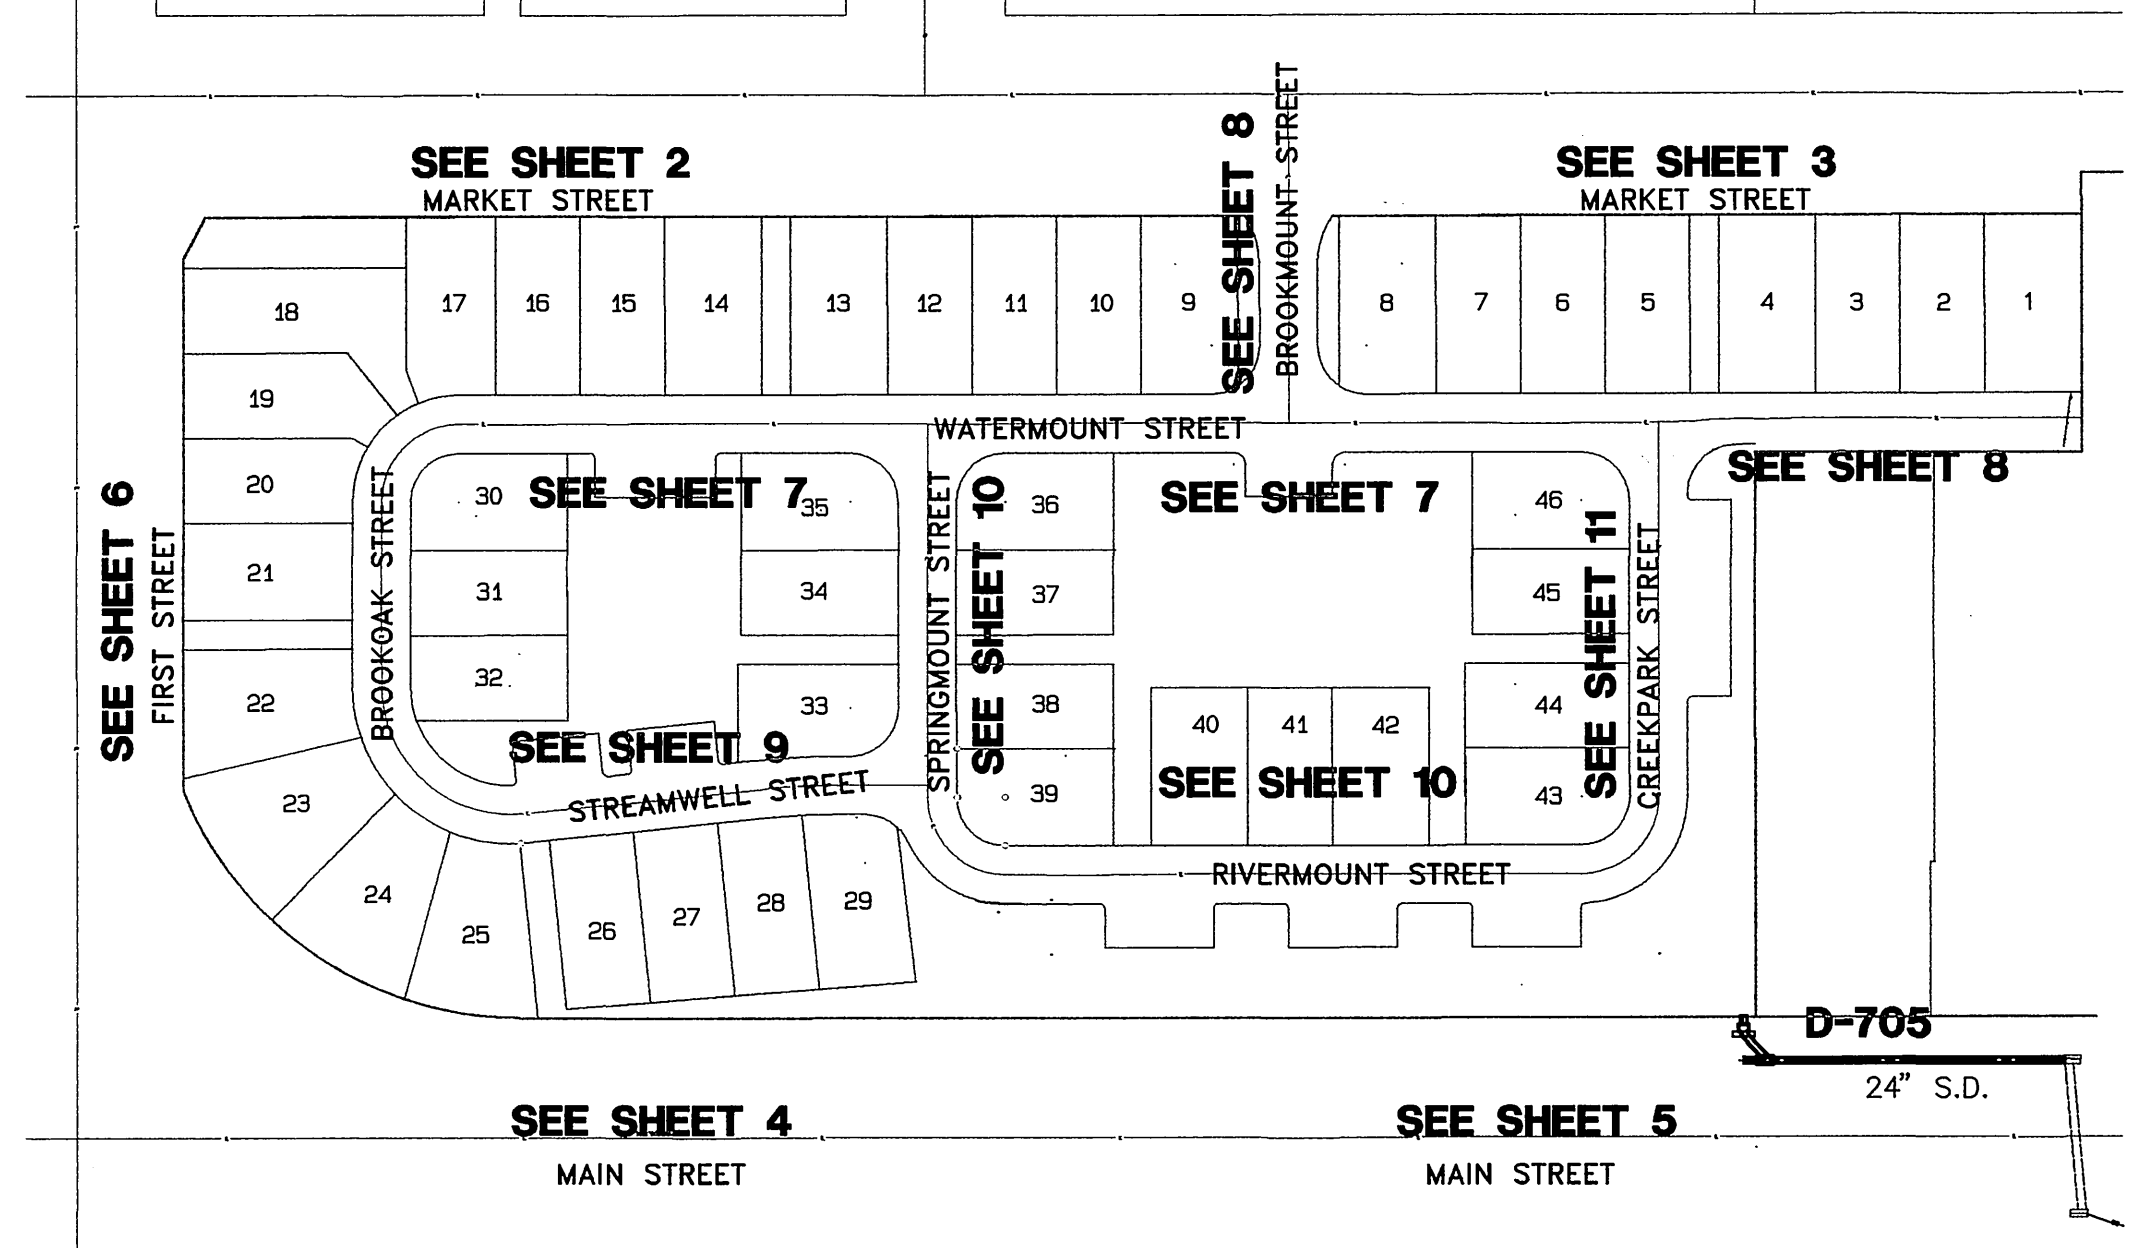 SEE SHEET 2
MARKET STREET
SEE SHEET 8
BROOKMOUNT STREET
SEE SHEET 3
MARKET STREET
18
17
16
15
14
13
12
11
10
9
8
7
6
5
4
3
2
1
19
20
21
22
SEE SHEET 6
FIRST STREET
BROOKOAK STREET
WATERMOUNT STREET
SEE SHEET 8
30
SEE SHEET 7
35
31
34
32
33
SEE SHEET 9
STREAMWELL STREET
SPRINGMOUNT STREET
SEE SHEET 10
36
SEE SHEET 7
46
37
45
38
44
40
41
42
39
SEE SHEET 10
43
SEE SHEET 11
CREEKPARK STREET
RIVERMOUNT STREET
23
24
25
26
27
28
29
D-705
24" S.D.
SEE SHEET 4
MAIN STREET
SEE SHEET 5
MAIN STREET